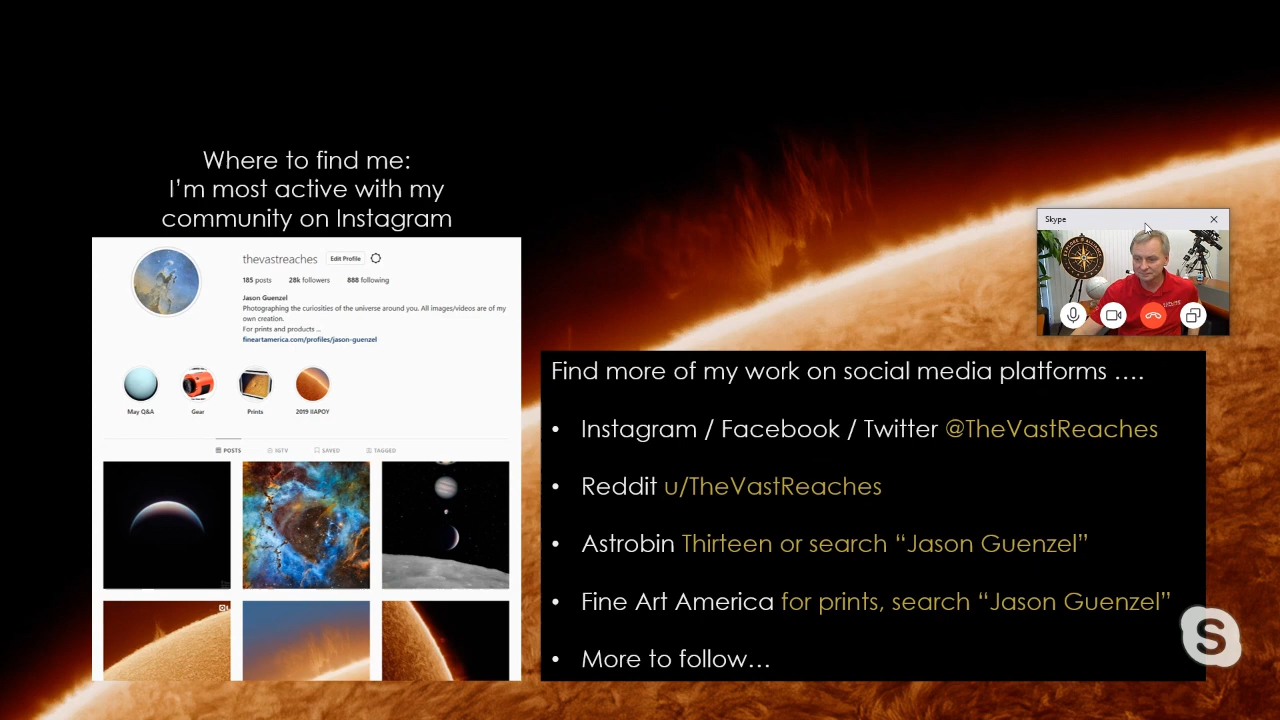 Where to find me:
I'm most active with my
community on Instagram
thevastreaches Edit Profile
185 posts 28k followers 888 following
Jason Guenzel
Photographing the curiosities of the universe around you. All images/videos are of my
own creation.
For prints and products ...
fineartamerica.com/profiles/jason-guenzel
May Q&A Gear Prints 2019 IIAPOY
POSTS IGTV SAVED TAGGED
Skype
Find more of my work on social media platforms ....
• Instagram / Facebook / Twitter @TheVastReaches
• Reddit u/TheVastReaches
• Astrobin Thirteen or search “Jason Guenzel”
• Fine Art America for prints, search “Jason Guenzel”
• More to follow…
S